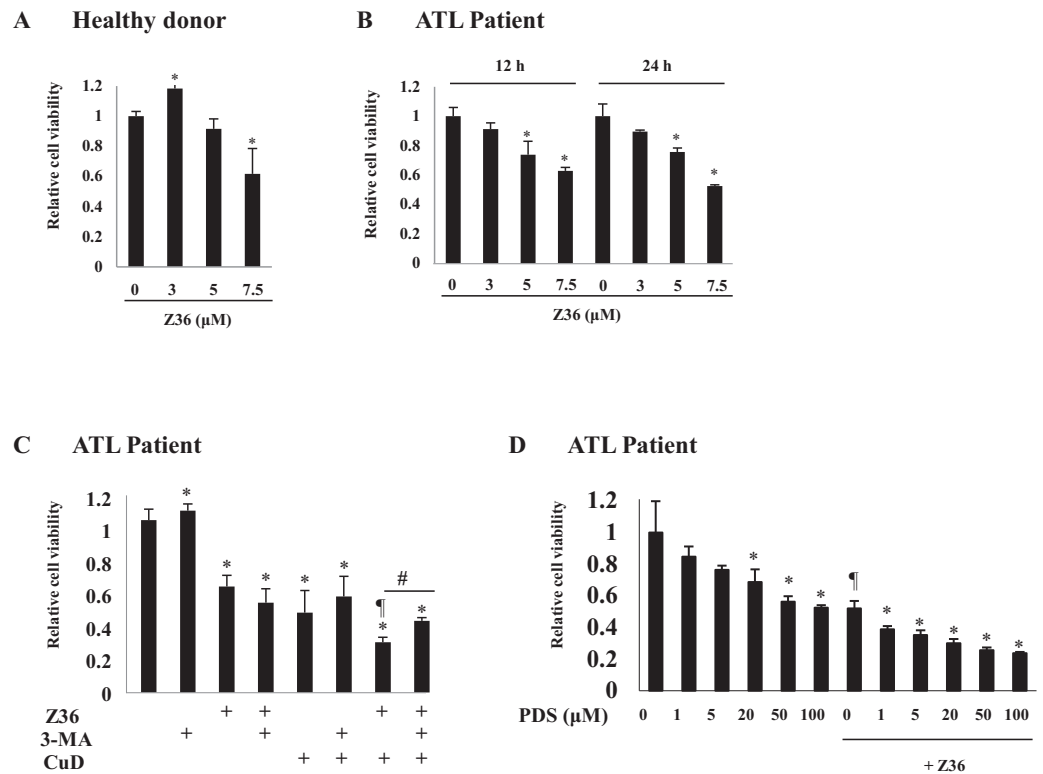 A Healthy donor
Relative cell viability
1.2
1
0.8
0.6
0.4
0.2
0
*
*
0 3 5 7.5
Z36 (µM)
B ATL Patient
12 h 24 h
Relative cell viability
1.2
1
0.8
0.6
0.4
0.2
0
* * * *
0 3 5 7.5 0 3 5 7.5
Z36 (µM)
C ATL Patient
Relative cell viability
1.2
1
0.8
0.6
0.4
0.2
0
* * * * * ¶ * # *
Z36 + + + +
3-MA + + + +
CuD + + + +
D ATL Patient
Relative cell viability
1.2
1
0.8
0.6
0.4
0.2
0
* * * ¶ * * * * *
PDS (µM) 0 1 5 20 50 100 0 1 5 20 50 100
+ Z36